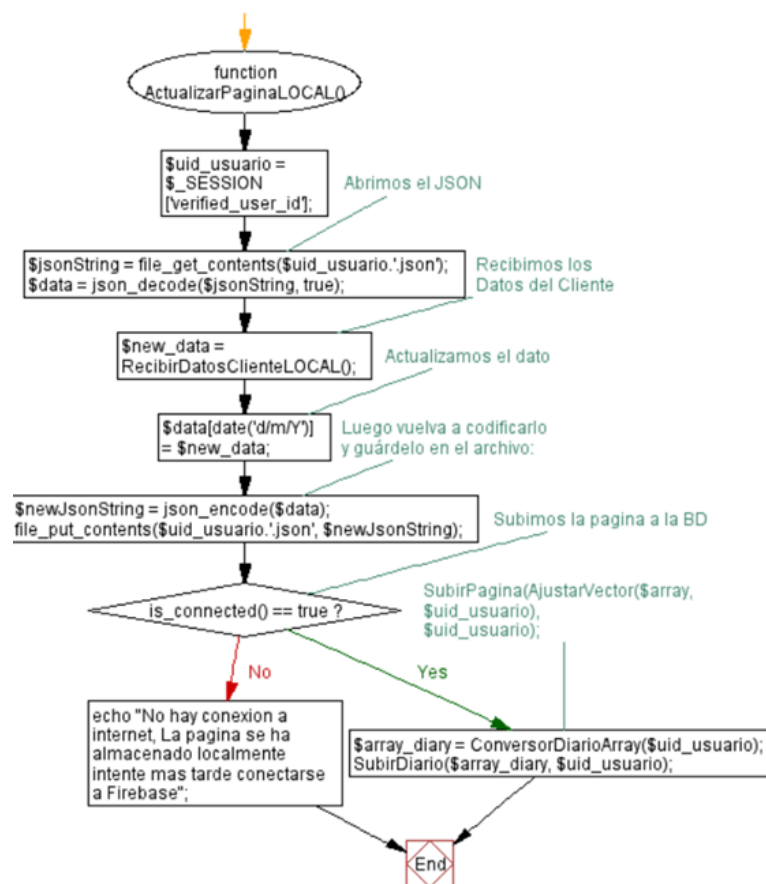 function
ActualizarPaginaLOCAL()
$uid_usuario =
$_SESSION
['verified_user_id'];
Abrimos el JSON
$jsonString = file_get_contents($uid_usuario.'.json');
$data = json_decode($jsonString, true);
Recibimos los
Datos del Cliente
$new_data =
RecibirDatosClienteLOCAL();
Actualizamos el dato
$data[date('d/m/Y')]
= $new_data;
Luego vuelva a codificarlo
y guárdelo en el archivo:
$newJsonString = json_encode($data);
file_put_contents($uid_usuario.'.json', $newJsonString);
Subimos la pagina a la BD
is_connected() == true ?
SubirPagina(AjustarVector($array,
$uid_usuario),
$uid_usuario);
No
Yes
echo "No hay conexion a
internet, La pagina se ha
almacenado localmente
intente mas tarde conectarse
a Firebase";
$array_diary = ConversorDiarioArray($uid_usuario);
SubirDiario($array_diary, $uid_usuario);
End